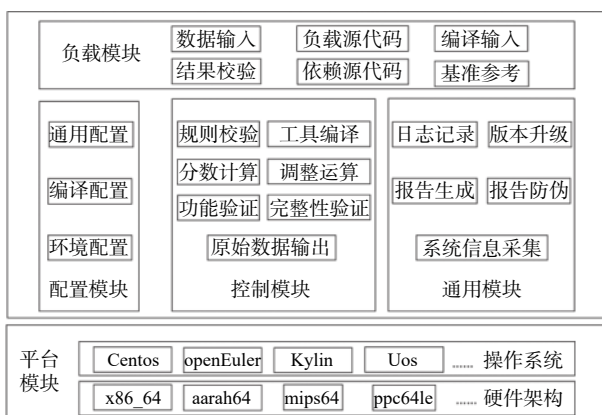 负载模块 数据输入 负载源代码 编译输入
结果校验 依赖源代码 基准参考
通用配置
编译配置
环境配置
配置模块
规则校验 工具编译
分数计算 调整运算
功能验证 完整性验证
原始数据输出
控制模块
日志记录 版本升级
报告生成 报告防伪
系统信息采集
通用模块
平台
模块
Centos openEuler Kylin Uos ...... 操作系统
x86_64 aarah64 mips64 ppc64le ...... 硬件架构